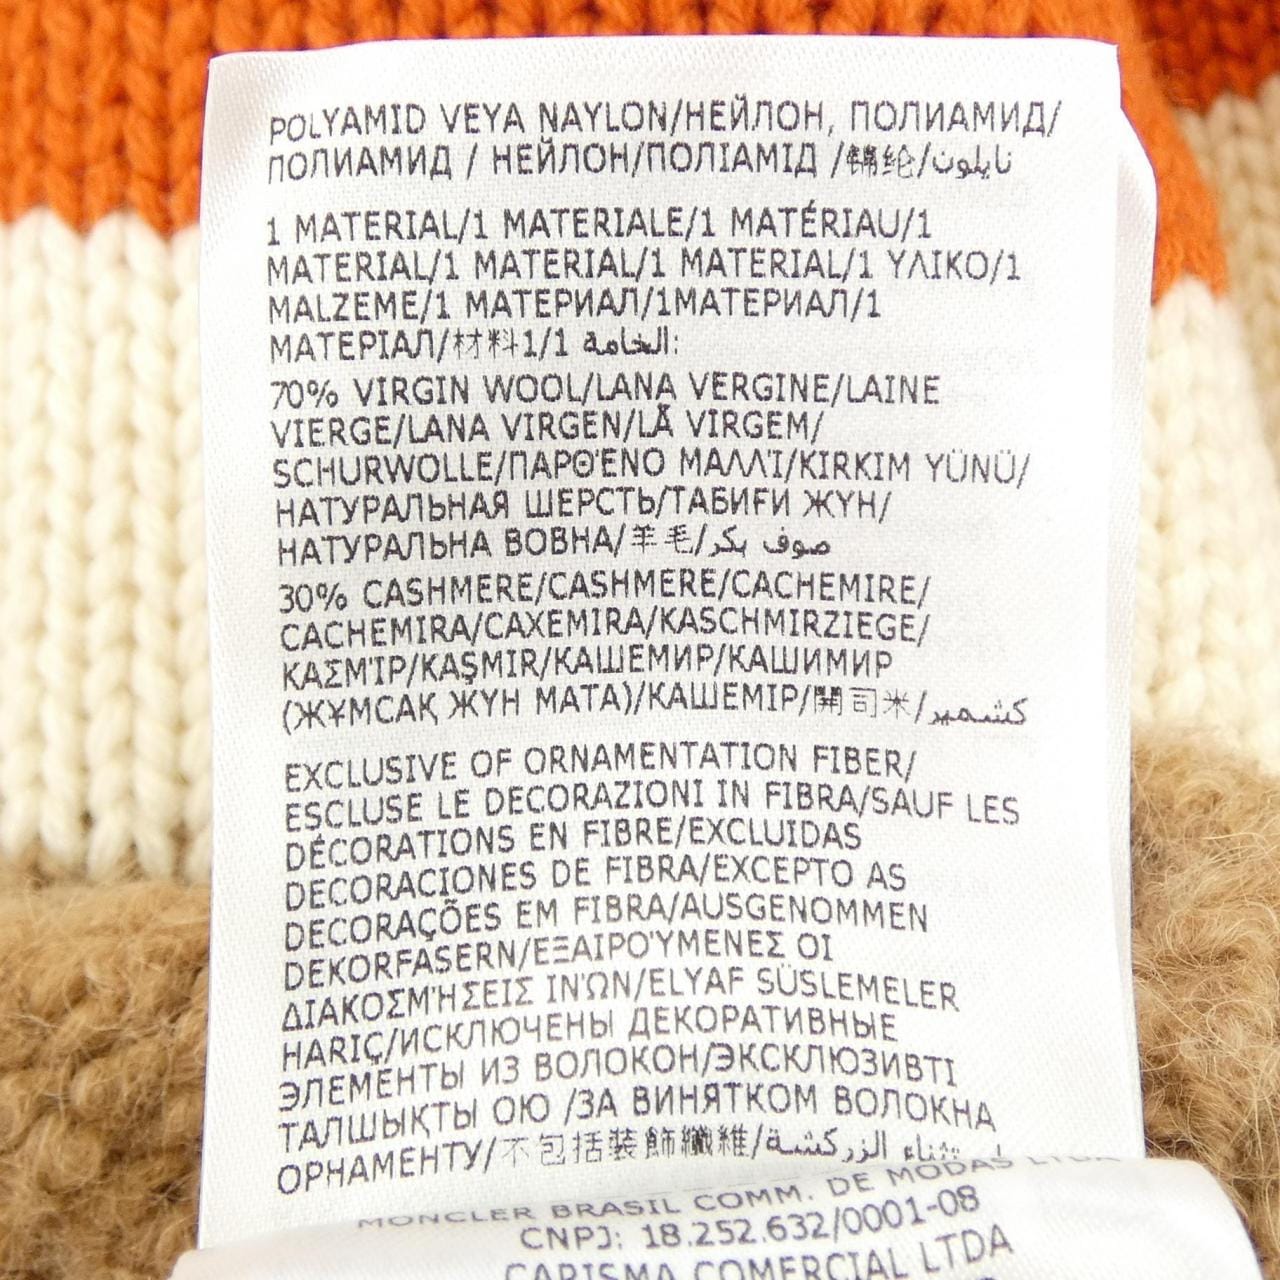 POLYAMID VEYA NAYLON/НЕЙЛОН, ПОЛИАМИД/
ПОЛИАМИД / НЕЙЛОН/ПОЛІАМІД /錦纶/نايلون
1 MATERIAL/1 MATERIALE/1 MATÉRIAU/1
MATERIAL/1 MATERIAL/1 MATERIAL/1 ΥΛΙΚΟ/1
MALZEME/1 МАТЕРИАЛ/1МАТЕРИАЛ/1
МАТЕРІАЛ/材料1/1 الخامة:
70% VIRGIN WOOL/LANA VERGINE/LAINE
VIERGE/LANA VIRGEN/LÃ VIRGEM/
SCHURWOLLE/ΠΑΡΘΈΝΟ ΜΑΛΛΊ/KIRKIM YÜNÜ/
НАТУРАЛЬНАЯ ШЕРСТЬ/ТАБИҒИ ЖҮН/
НАТУРАЛЬНА ВОВНА/羊毛/صوف بكر
30% CASHMERE/CASHMERE/CACHEMIRE/
CACHEMIRA/CAXEMIRA/KASCHMIRZIEGE/
ΚΑΣΜΊΡ/KAŞMIR/КАШЕМИР/КАШИМИР
(ЖҰМСАҚ ЖҮН МАТА)/КАШЕМІР/開司米/كشمير
EXCLUSIVE OF ORNAMENTATION FIBER/
ESCLUSE LE DECORAZIONI IN FIBRA/SAUF LES
DÉCORATIONS EN FIBRE/EXCLUIDAS
DECORACIONES DE FIBRA/EXCEPTO AS
DECORAÇÕES EM FIBRA/AUSGENOMMEN
DEKORFASERN/ΕΞΑΙΡΟΎΜΕΝΕΣ ΟΙ
ΔΙΑΚΟΣΜΉΣΕΙΣ ΙΝΏΝ/ELYAF SÜSLEMELER
HARIÇ/ИСКЛЮЧЕНЫ ДЕКОРАТИВНЫЕ
ЭЛЕМЕНТЫ ИЗ ВОЛОКОН/ЭКСКЛЮЗИВТІ
ТАЛШЫҚТЫ ОЮ /ЗА ВИНЯТКОМ ВОЛОКНА
ОРНАМЕНТУ/不包括裝飾纖維/باستثناء الزركشة
MONCLER BRASIL COMM. DE MODAS LTDA
CNPJ: 18.252.632/0001-08
CARISMA COMERCIAL LTDA